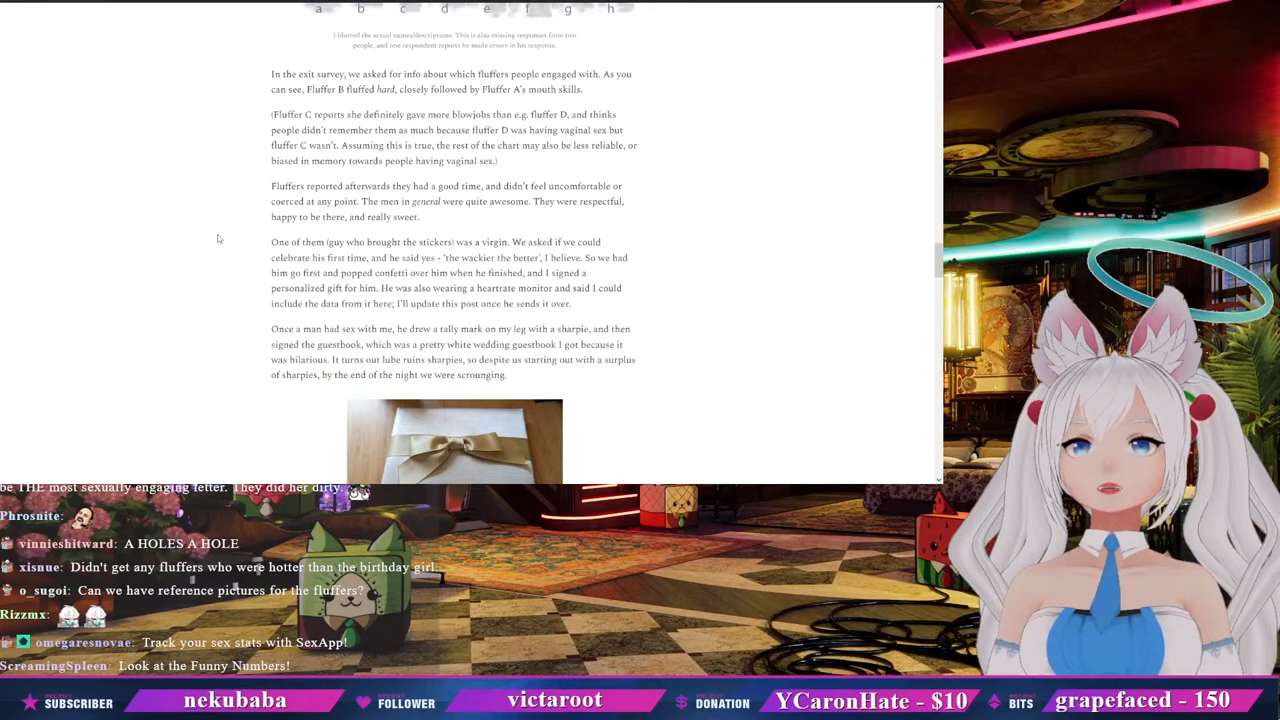 a b c d e f g h
I blurred the actual names/descriptions. This is also missing responses from two
people, and one respondent reports he made errors in his response.
In the exit survey, we asked for info about which fluffers people engaged with. As you
can see, Fluffer B fluffed hard, closely followed by Fluffer A's mouth skills.
(Fluffer C reports she definitely gave more blowjobs than e.g. fluffer D, and thinks
people didn't remember them as much because fluffer D was having vaginal sex but
fluffer C wasn't. Assuming this is true, the rest of the chart may also be less reliable, or
biased in memory towards people having vaginal sex.)
Fluffers reported afterwards they had a good time, and didn't feel uncomfortable or
coerced at any point. The men in general were quite awesome. They were respectful,
happy to be there, and really sweet.
One of them (guy who brought the stickers) was a virgin. We asked if we could
celebrate his first time, and he said yes - 'the wackier the better', I believe. So we had
him go first and popped confetti over him when he finished, and I signed a
personalized gift for him. He was also wearing a heartrate monitor and said I could
include the data from it here; I'll update this post once he sends it over.
Once a man had sex with me, he drew a tally mark on my leg with a sharpie, and then
signed the guestbook, which was a pretty white wedding guestbook I got because it
was hilarious. It turns out lube ruins sharpies, so despite us starting out with a surplus
of sharpies, by the end of the night we were scrounging.
be THE most sexually engaging letter. They did her dirty.
Phrosnite:
vinnieshitward: A HOLES A HOLE
xisnue: Didn't get any fluffers who were hotter than the birthday girl.
o_sugoi: Can we have reference pictures for the fluffers?
Rizzmx:
omegaresnovae: Track your sex stats with SexApp!
ScreamingSpleen: Look at the Funny Numbers!
RECENT SUBSCRIBER nekubaba RECENT FOLLOWER victaroot RECENT DONATION YCaronHate - $10 RECENT BITS grapefaced - 150